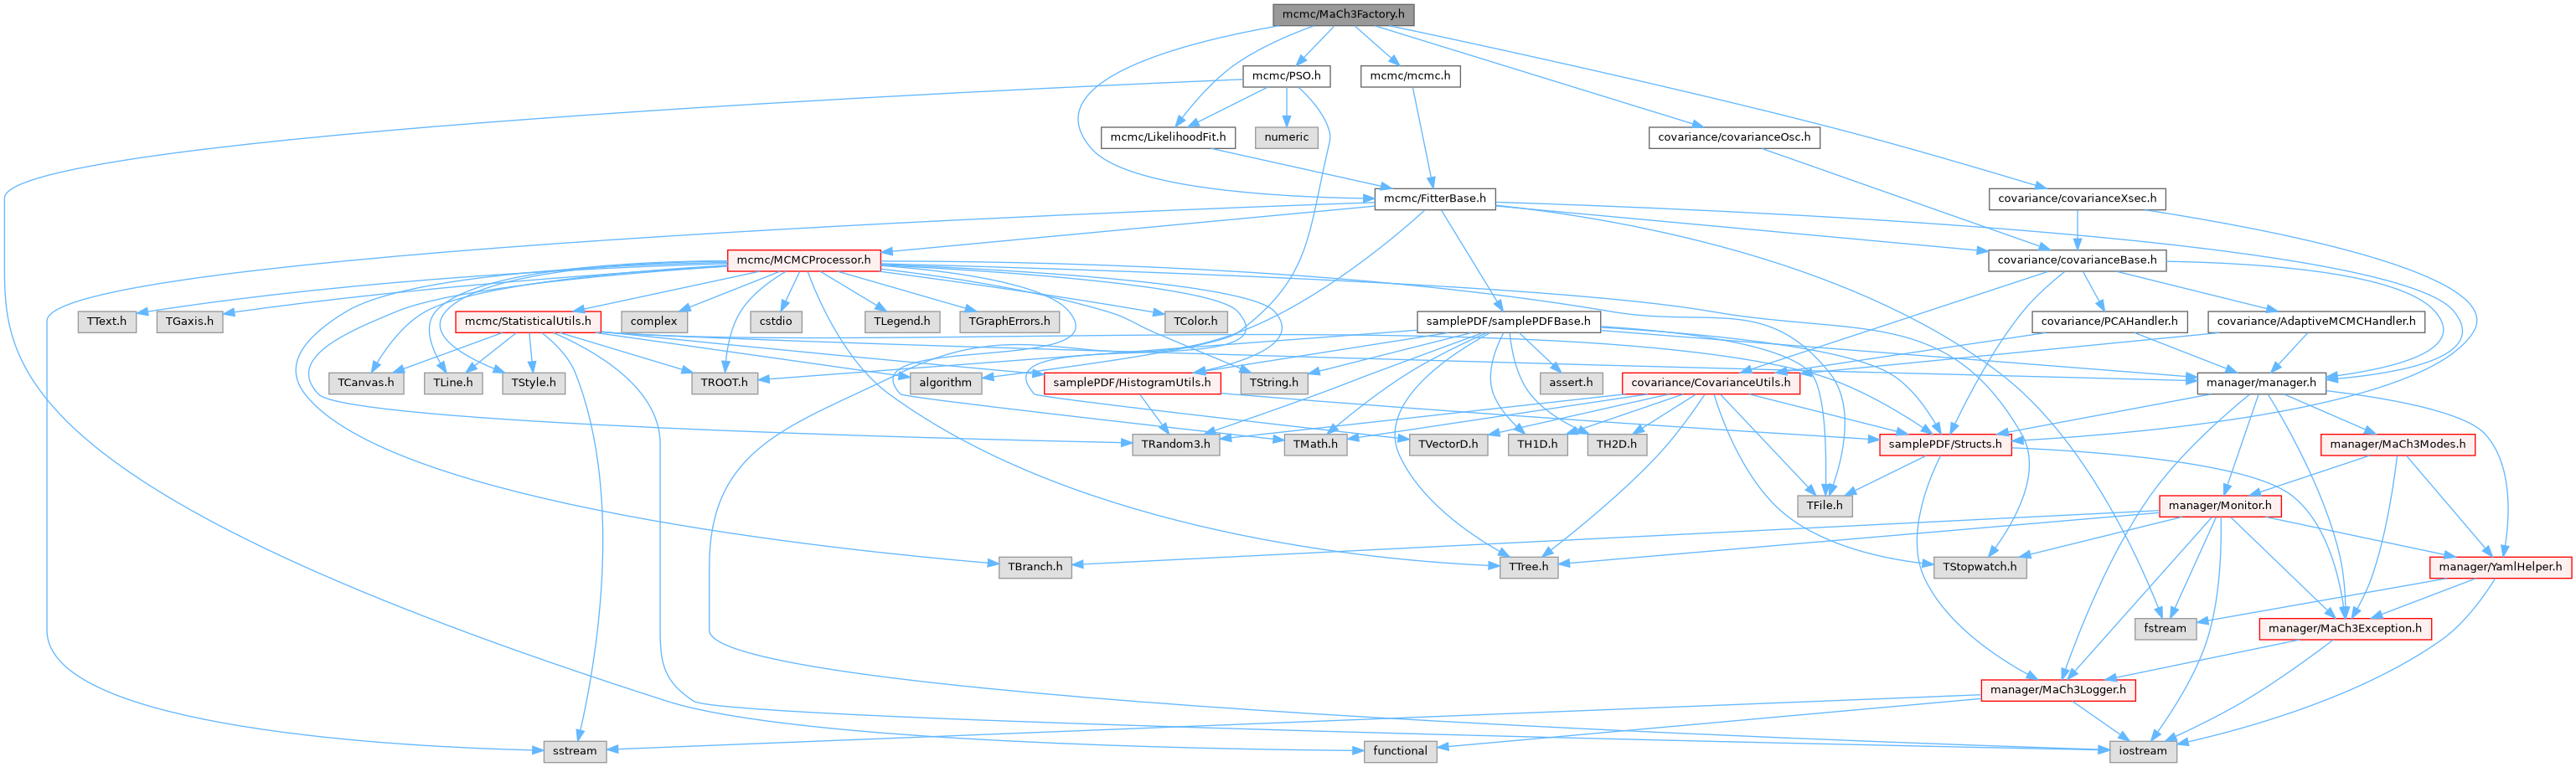 mcmc/MaCh3Factory.h
mcmc/PSO.h
mcmc/mcmc.h
mcmc/LikelihoodFit.h
numeric
covariance/covarianceOsc.h
mcmc/FitterBase.h
covariance/covarianceXsec.h
mcmc/MCMCProcessor.h
covariance/covarianceBase.h
TText.h
TGaxis.h
mcmc/StatisticalUtils.h
complex
cstdio
TLegend.h
TGraphErrors.h
TColor.h
samplePDF/samplePDFBase.h
covariance/PCAHandler.h
covariance/AdaptiveMCMCHandler.h
TCanvas.h
TLine.h
TStyle.h
TROOT.h
algorithm
samplePDF/HistogramUtils.h
TString.h
assert.h
covariance/CovarianceUtils.h
manager/manager.h
TRandom3.h
TMath.h
TVectorD.h
TH1D.h
TH2D.h
samplePDF/Structs.h
manager/MaCh3Modes.h
TFile.h
manager/Monitor.h
TBranch.h
TTree.h
TStopwatch.h
manager/YamlHelper.h
fstream
manager/MaCh3Exception.h
manager/MaCh3Logger.h
sstream
functional
iostream